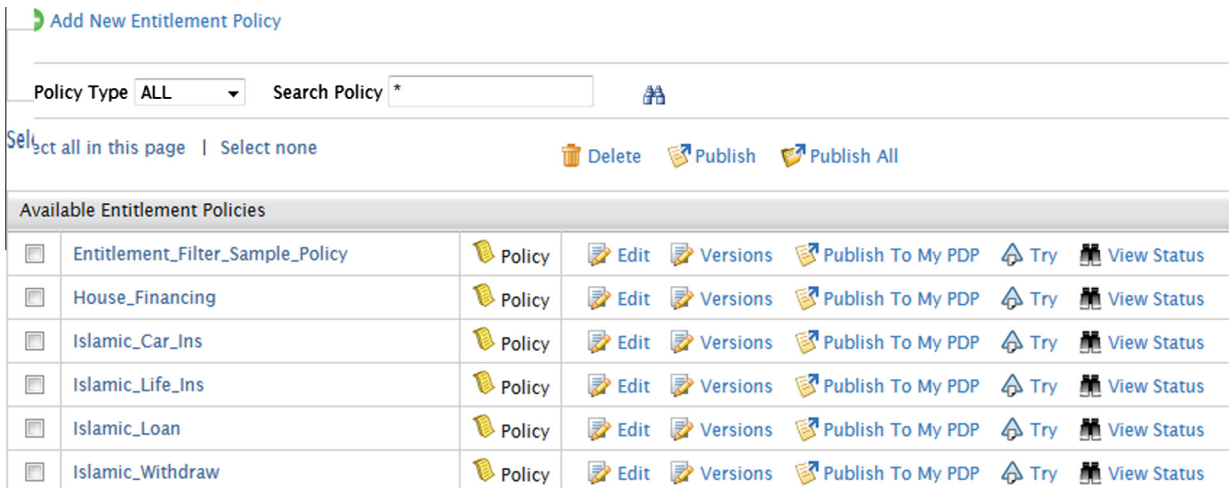 Add New Entitlement Policy
Policy Type ALL Search Policy *
Select all in this page | Select none Delete Publish Publish All
Available Entitlement Policies
Entitlement_Filter_Sample_Policy Policy Edit Versions Publish To My PDP Try View Status
House_Financing Policy Edit Versions Publish To My PDP Try View Status
Islamic_Car_Ins Policy Edit Versions Publish To My PDP Try View Status
Islamic_Life_Ins Policy Edit Versions Publish To My PDP Try View Status
Islamic_Loan Policy Edit Versions Publish To My PDP Try View Status
Islamic_Withdraw Policy Edit Versions Publish To My PDP Try View Status